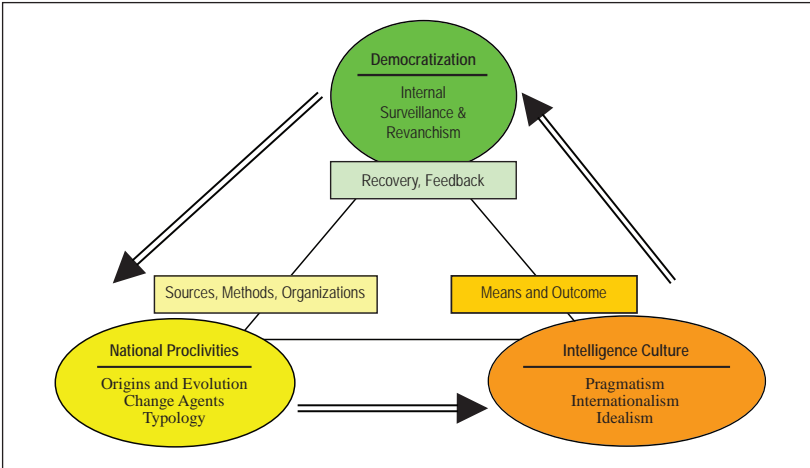 Democratization
Internal
Surveillance &
Revanchism
Recovery, Feedback
Sources, Methods, Organizations
Means and Outcome
National Proclivities
Origins and Evolution
Change Agents
Typology
Intelligence Culture
Pragmatism
Internationalism
Idealism